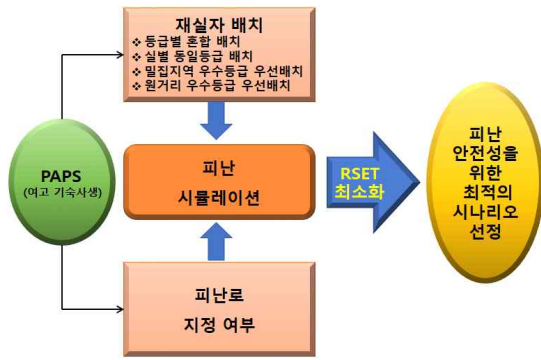 재실자 배치
❖ 등급별 혼합 배치
❖ 실별 동일등급 배치
❖ 밀집지역 우수등급 우선배치
❖ 원거리 우수등급 우선배치
PAPS
(여고 기숙사생)
피난
시뮬레이션
RSET
최소화
피난
안전성을
위한
최적의
시나리오
선정
피난로
지정 여부